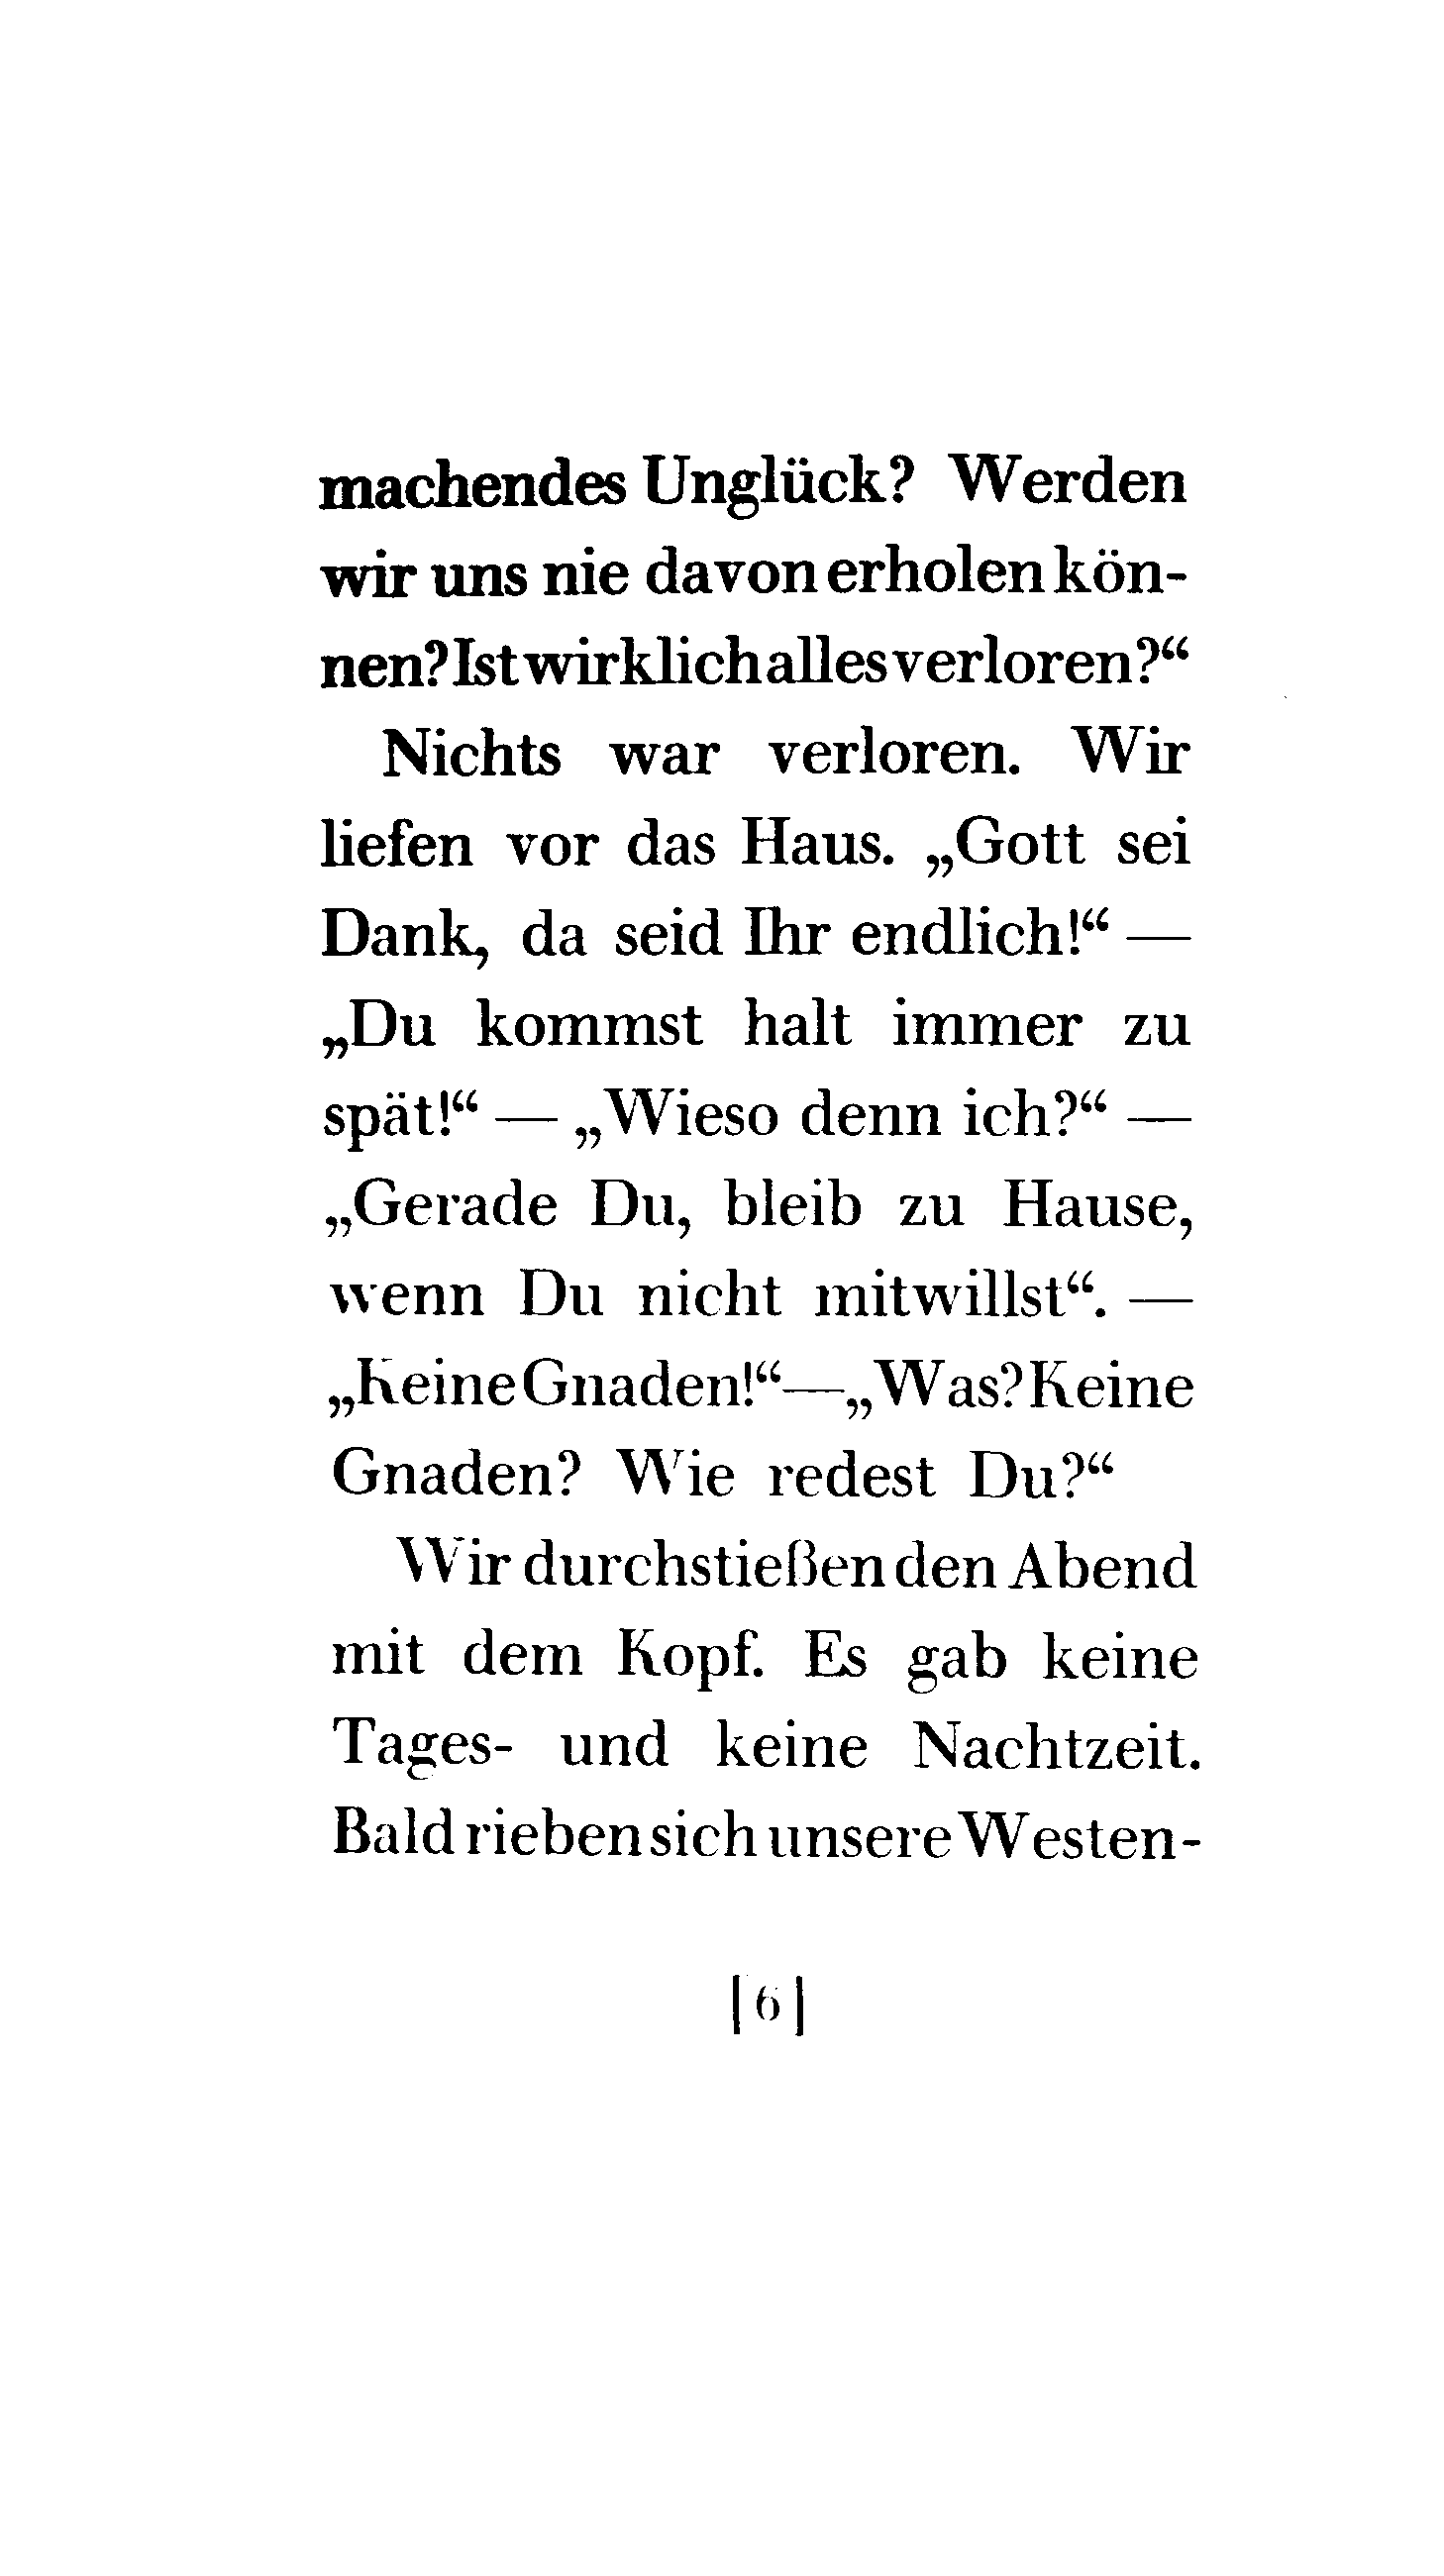 machendes Unglück? Werden
wir uns nie davon erholen kön-
nen? Ist wirklich alles verloren?“
Nichts war verloren. Wir
liefen vor das Haus. „Gott sei
Dank, da seid Ihr endlich!“ —
„Du kommst halt immer zu
spät!“ — „Wieso denn ich?“ —
„Gerade Du, bleib zu Hause,
wenn Du nicht mitwillst“. —
„Keine Gnaden!“ — „Was? Keine
Gnaden? Wie redest Du?“
Wir durchstießen den Abend
mit dem Kopf. Es gab keine
Tages- und keine Nachtzeit.
Bald rieben sich unsere Westen-
[6]